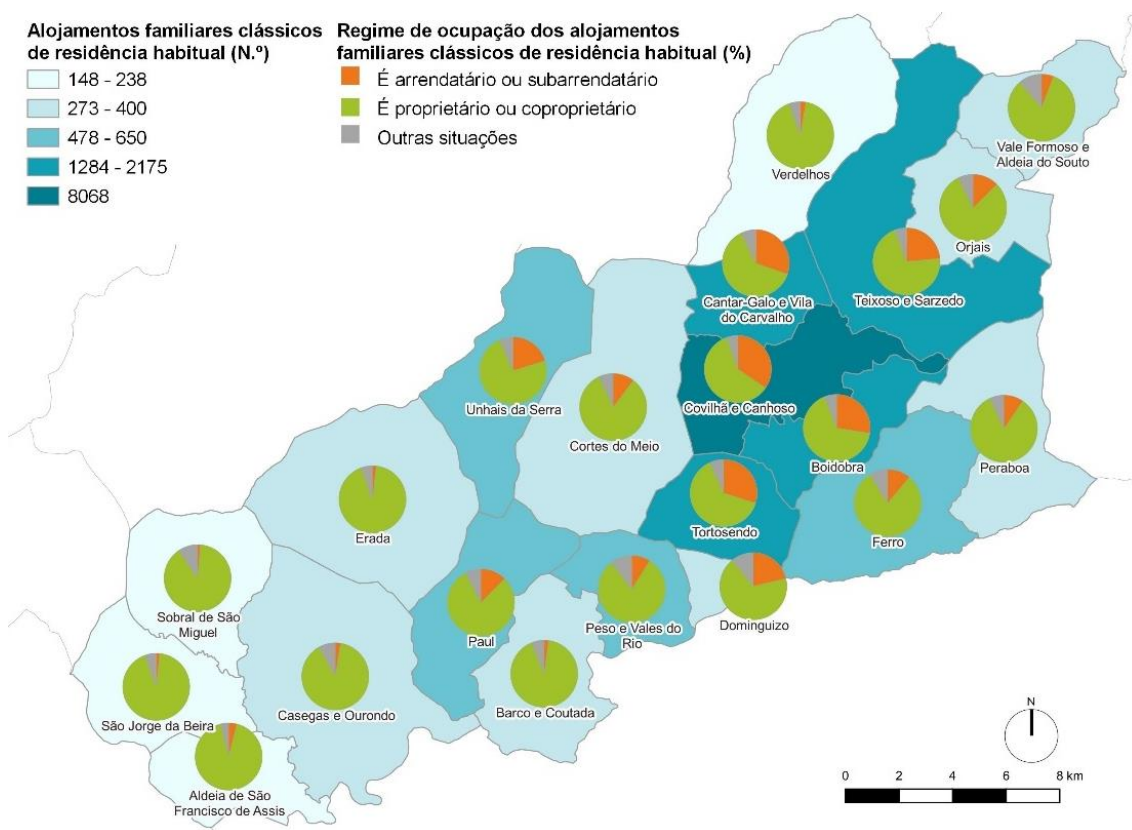 Alojamentos familiares clássicos
de residência habitual (N.º)
148 - 238
273 - 400
478 - 650
1284 - 2175
8068
Regime de ocupação dos alojamentos
familiares clássicos de residência habitual (%)
É arrendatário ou subarrendatário
É proprietário ou coproprietário
Outras situações
Verdelhos
Vale Formoso e
Aldeia do Souto
Orjais
Cantar-Galo e Vila
do Carvalho
Teixoso e Sarzedo
Unhais da Serra
Cortes do Meio
Covilhã e Canhoso
Boidobra
Peraboa
Erada
Tortosendo
Ferro
Sobral de São
Miguel
Paul
Peso e Vales do
Rio
Dominguizo
São Jorge da Beira
Casegas e Ourondo
Barco e Coutada
Aldeia de São
Francisco de Assis
N
0 2 4 6 8 km